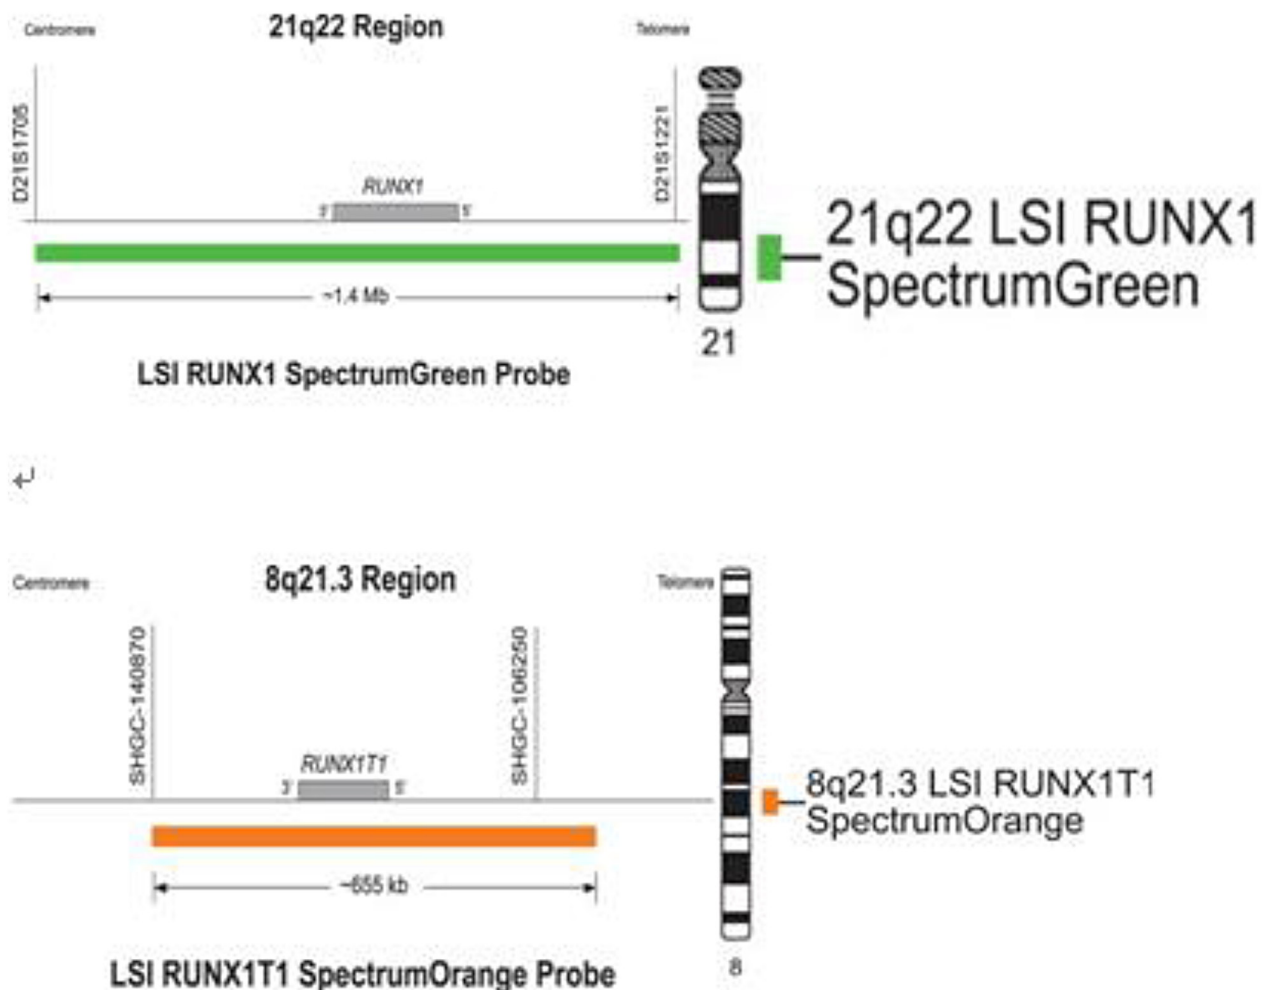 Centromere
21q22 Region
Telomere
D21S1705
D21S1221
RUNX1
3' 5'
21q22 LSI RUNX1
SpectrumGreen
~1.4 Mb
21
LSI RUNX1 SpectrumGreen Probe
Centromere
8q21.3 Region
Telomere
SHGC-140870
SHGC-106250
RUNX1T1
3' 5'
8q21.3 LSI RUNX1T1
SpectrumOrange
~655 kb
LSI RUNX1T1 SpectrumOrange Probe
8